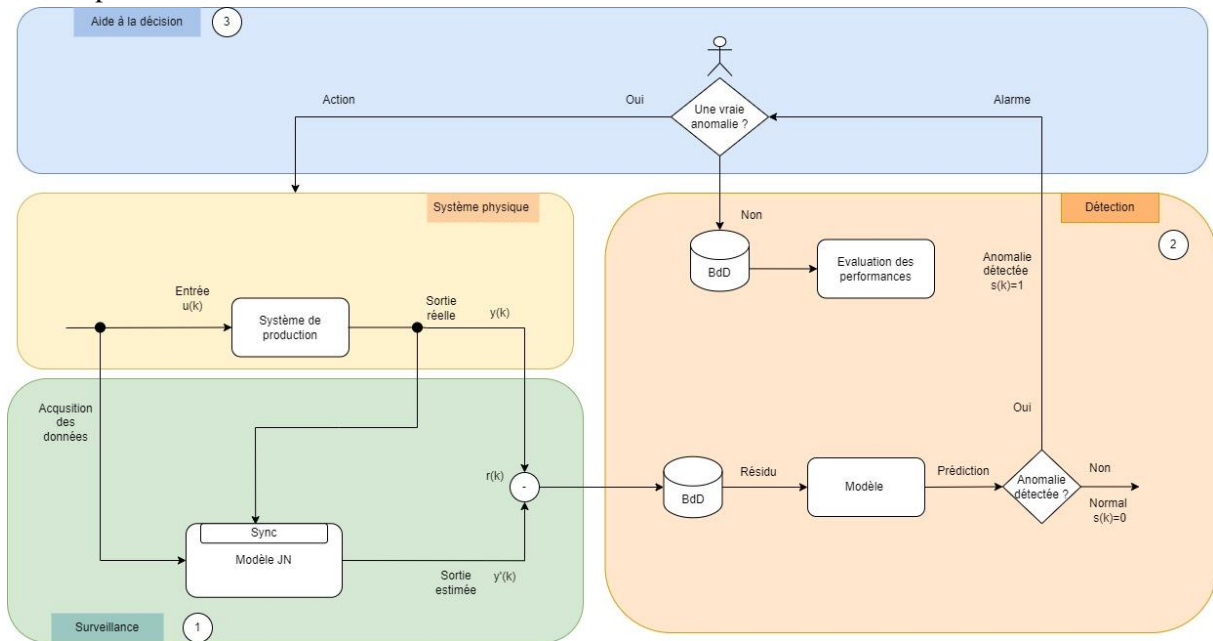 Aide à la décision
3
Action
Oui
Une vraie
anomalie ?
Alarme
Système physique
Détection
2
Non
BdD
Evaluation des
performances
Anomalie
détectée
s(k)=1
Entrée
u(k)
Système de
production
Sortie
réelle
y(k)
Acqusition
des
données
Oui
r(k)
-
BdD
Résidu
Modèle
Prédiction
Anomalie
détectée ?
Non
Normal
s(k)=0
Sync
Modèle JN
Sortie
estimée
y'(k)
Surveillance
1